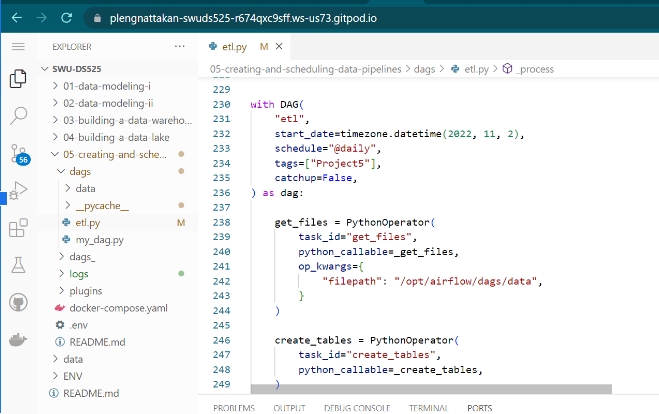 plengnattakan-swuds525-r674qxc9sff.ws-us73.gitpod.io
EXPLORER
SWU-DS525
01-data-modeling-i
02-data-modeling-ii
03-building-a-data-wareho...
04-building-a-data-lake
05-creating-and-sche...
dags
data
__pycache__
etl.py M
my_dag.py
dags_
logs
plugins
docker-compose.yaml
.env
README.md
data
ENV
README.md
56
etl.py M
05-creating-and-scheduling-data-pipelines > dags > etl.py > _process
229
230 with DAG(
231 "etl",
232 start_date=timezone.datetime(2022, 11, 2),
233 schedule="@daily",
234 tags=["Project5"],
235 catchup=False,
236 ) as dag:
237
238 get_files = PythonOperator(
239 task_id="get_files",
240 python_callable=_get_files,
241 op_kwargs={
242 "filepath": "/opt/airflow/dags/data",
243 }
244 )
245
246 create_tables = PythonOperator(
247 task_id="create_tables",
248 python_callable=_create_tables,
249 )
PROBLEMS OUTPUT DEBUG CONSOLE TERMINAL PORTS